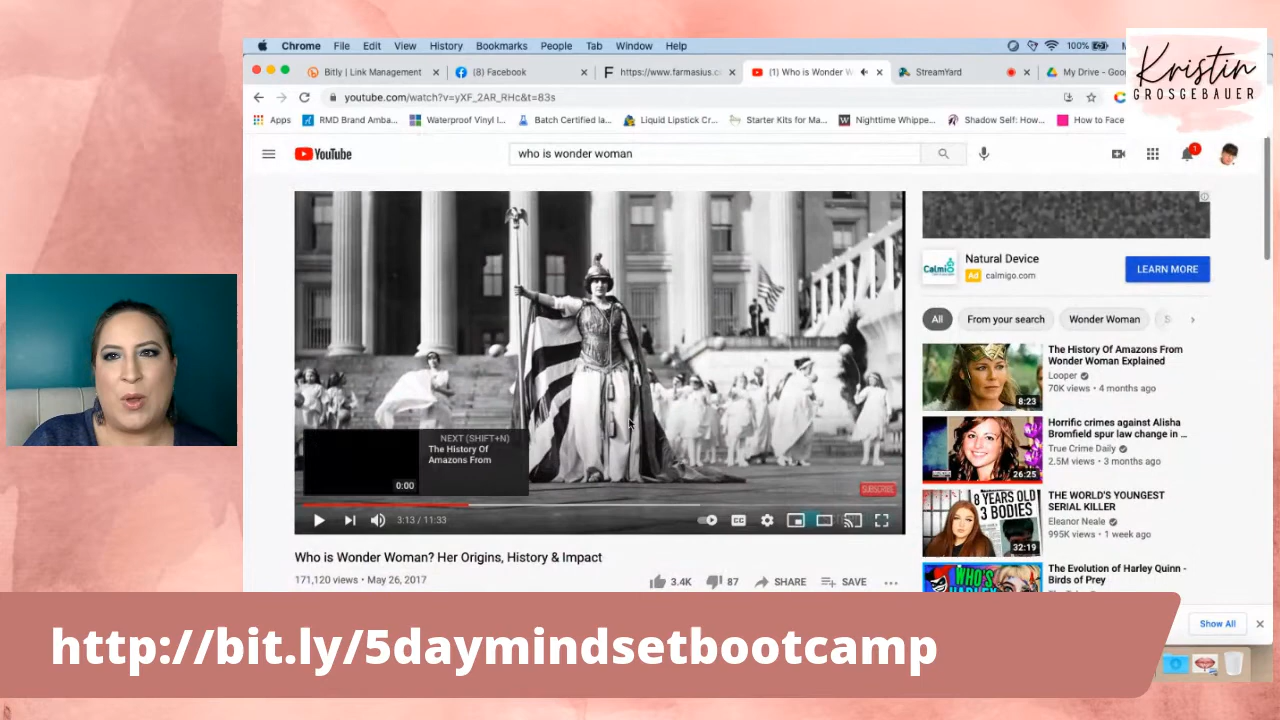 Chrome File Edit View History Bookmarks People Tab Window Help
100%
Kristin
GROSGEBAUER
Bitly | Link Management
(8) Facebook
https://www.farmasius.c
(1) Who is Wonder W
StreamYard
My Drive - Goo
youtube.com/watch?v=yXF_2AR_RHc&t=83s
Apps
RMD Brand Amba...
Waterproof Vinyl I...
Batch Certified la...
Liquid Lipstick Cr...
Starter Kits for Ma...
Nighttime Whippe...
Shadow Self: How...
How to Face
YouTube
who is wonder woman
1
NEXT (SHIFT+N)
The History Of
Amazons From
0:00
SUBSCRIBE
3:13 / 11:33
CC
Who is Wonder Woman? Her Origins, History & Impact
171,120 views • May 26, 2017
3.4K
87
SHARE
SAVE
Calmigo
Natural Device
Ad calmigo.com
LEARN MORE
All
From your search
Wonder Woman
S
The History Of Amazons From
Wonder Woman Explained
Looper
70K views • 4 months ago
8:23
Horrific crimes against Alisha
Bromfield spur law change in ...
True Crime Daily
2.5M views • 3 months ago
26:25
8 YEARS OLD
3 BODIES
THE WORLD'S YOUNGEST
SERIAL KILLER
Eleanor Neale
995K views • 1 week ago
32:19
WHO'S
The Evolution of Harley Quinn -
Birds of Prey
Show All
http://bit.ly/5daymindsetbootcamp